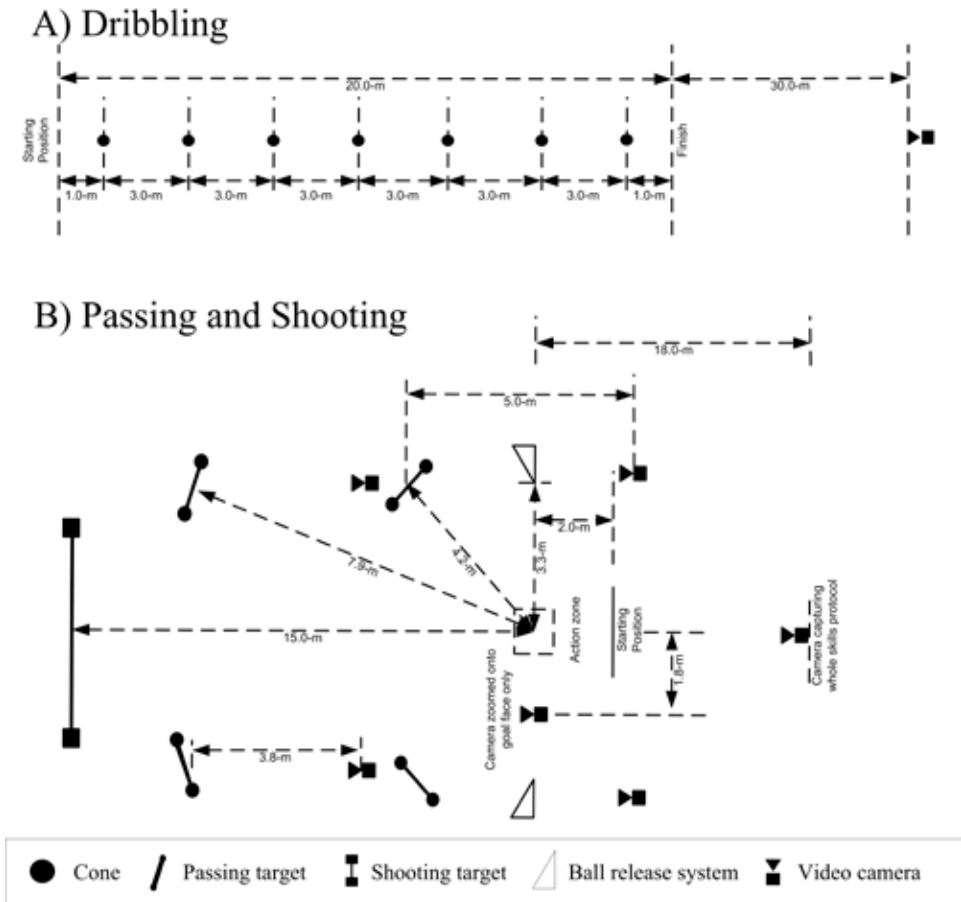 A) Dribbling
20.0-m
30.0-m
Starting
Position
Finish
1.0-m
3.0-m
3.0-m
3.0-m
3.0-m
3.0-m
3.0-m
1.0-m
B) Passing and Shooting
18.0-m
5.0-m
2.0-m
3.3-m
4.2-m
7.9-m
15.0-m
Action zone
Starting
Position
1.8-m
Camera capturing
whole skills protocol
Camera zoomed onto
goal face only
3.8-m
Cone
Passing target
Shooting target
Ball release system
Video camera